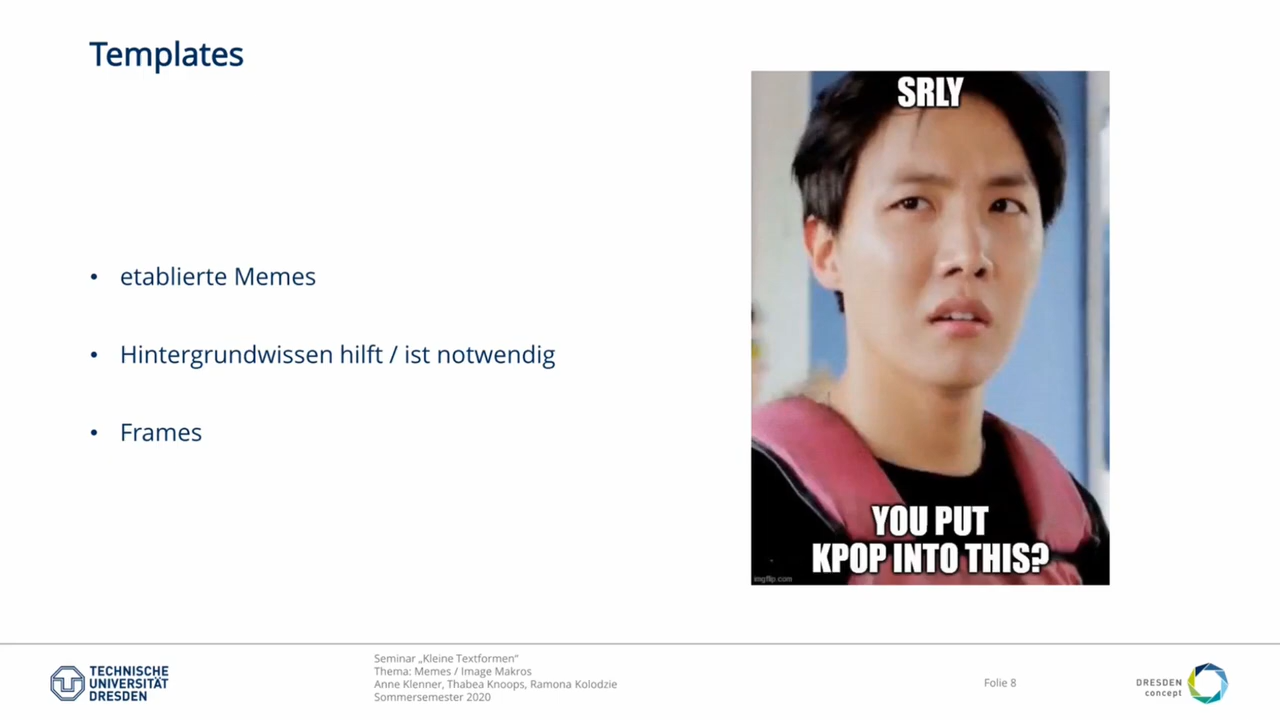 Templates
• etablierte Memes
• Hintergrundwissen hilft / ist notwendig
• Frames
SRLY
YOU PUT
KPOP INTO THIS?
imgflip.com
TECHNISCHE
UNIVERSITÄT
DRESDEN
Seminar „Kleine Textformen“
Thema: Memes / Image Makros
Anne Klenner, Thabea Knoops, Ramona Kolodzie
Sommersemester 2020
Folie 8
DRESDEN
concept